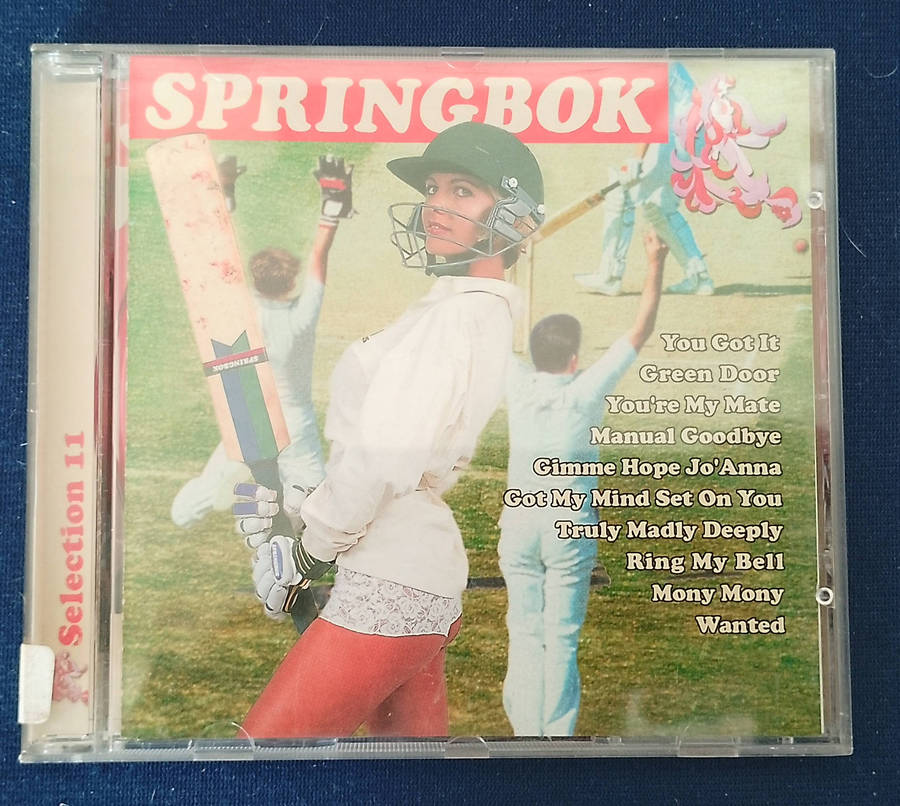 SPRINGBOK
SPRINGBOK
You Got It
Green Door
You're My Mate
Manual Goodbye
Gimme Hope Jo'Anna
Got My Mind Set On You
Truly Madly Deeply
Ring My Bell
Mony Mony
Wanted
Selection 11